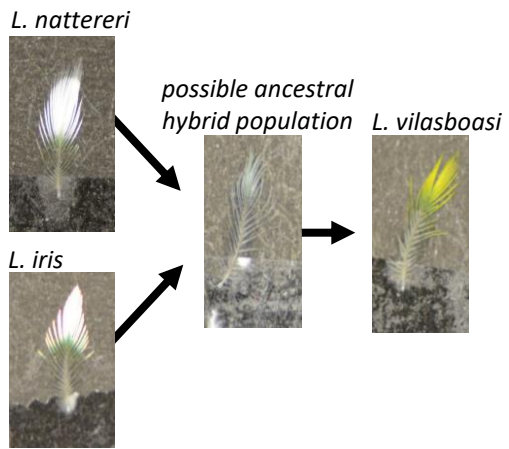 L. nattereri
possible ancestral
hybrid population
L. vilasboasi
L. iris